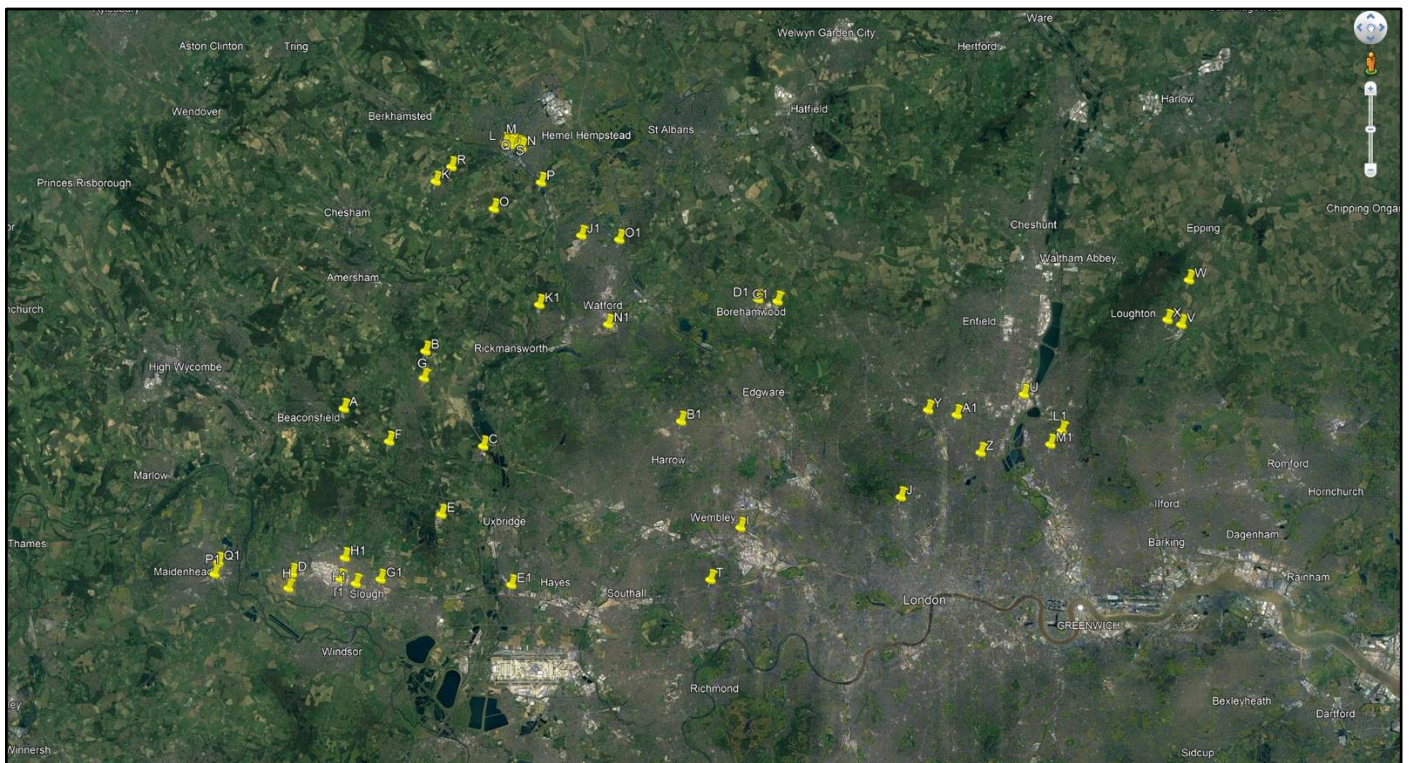 Ware
Welwyn Garden City
Aston Clinton
Tring
Hertford
Wendover
Berkhamsted
Hatfield
Harlow
L
M
N
Hemel Hempstead
St Albans
Q
S
R
K
P
Princes Risborough
O
Chesham
Chipping Ongar
J1
O1
Cheshunt
Epping
Amersham
Waltham Abbey
W
D1
C1
K1
Watford
Borehamwood
N1
Enfield
Loughton
X
V
B
Rickmansworth
G
High Wycombe
Edgware
U
A
Beaconsfield
B1
Y
A1
L1
F
C
M1
Harrow
Z
Marlow
Romford
J
Hornchurch
Ilford
E
Uxbridge
Wembley
I
Dagenham
Thames
Barking
P1
Q1
H1
Maidenhead
H
D
F1
G1
E1
Hayes
T
Rainham
I1
Slough
Southall
London
GREENWICH
Windsor
Richmond
Bexleyheath
Dartford
Winnersh
Sidcup